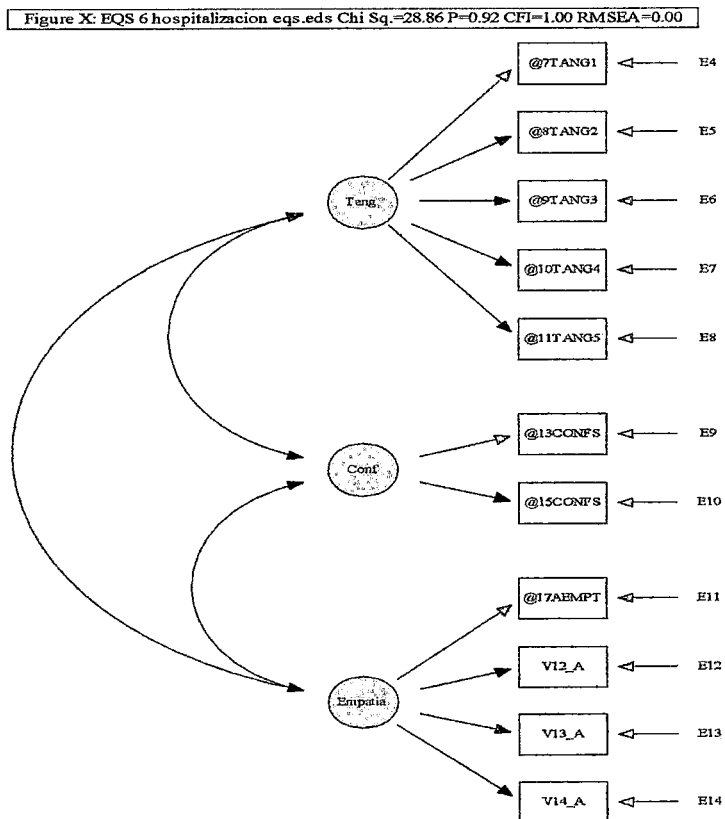 Figure X: EQS 6 hospitalizacion eqs.eds Chi Sq.=28.86 P=0.92 CFI=1.00 RMSEA=0.00
@7TANG1 E4
@8TANG2 E5
Tang
@9TANG3 E6
@10TANG4 E7
@11TANG5 E8
@13CONFS E9
Conf
@15CONFS E10
@17AEMPT E11
V12_A E12
Empatia
V13_A E13
V14_A E14